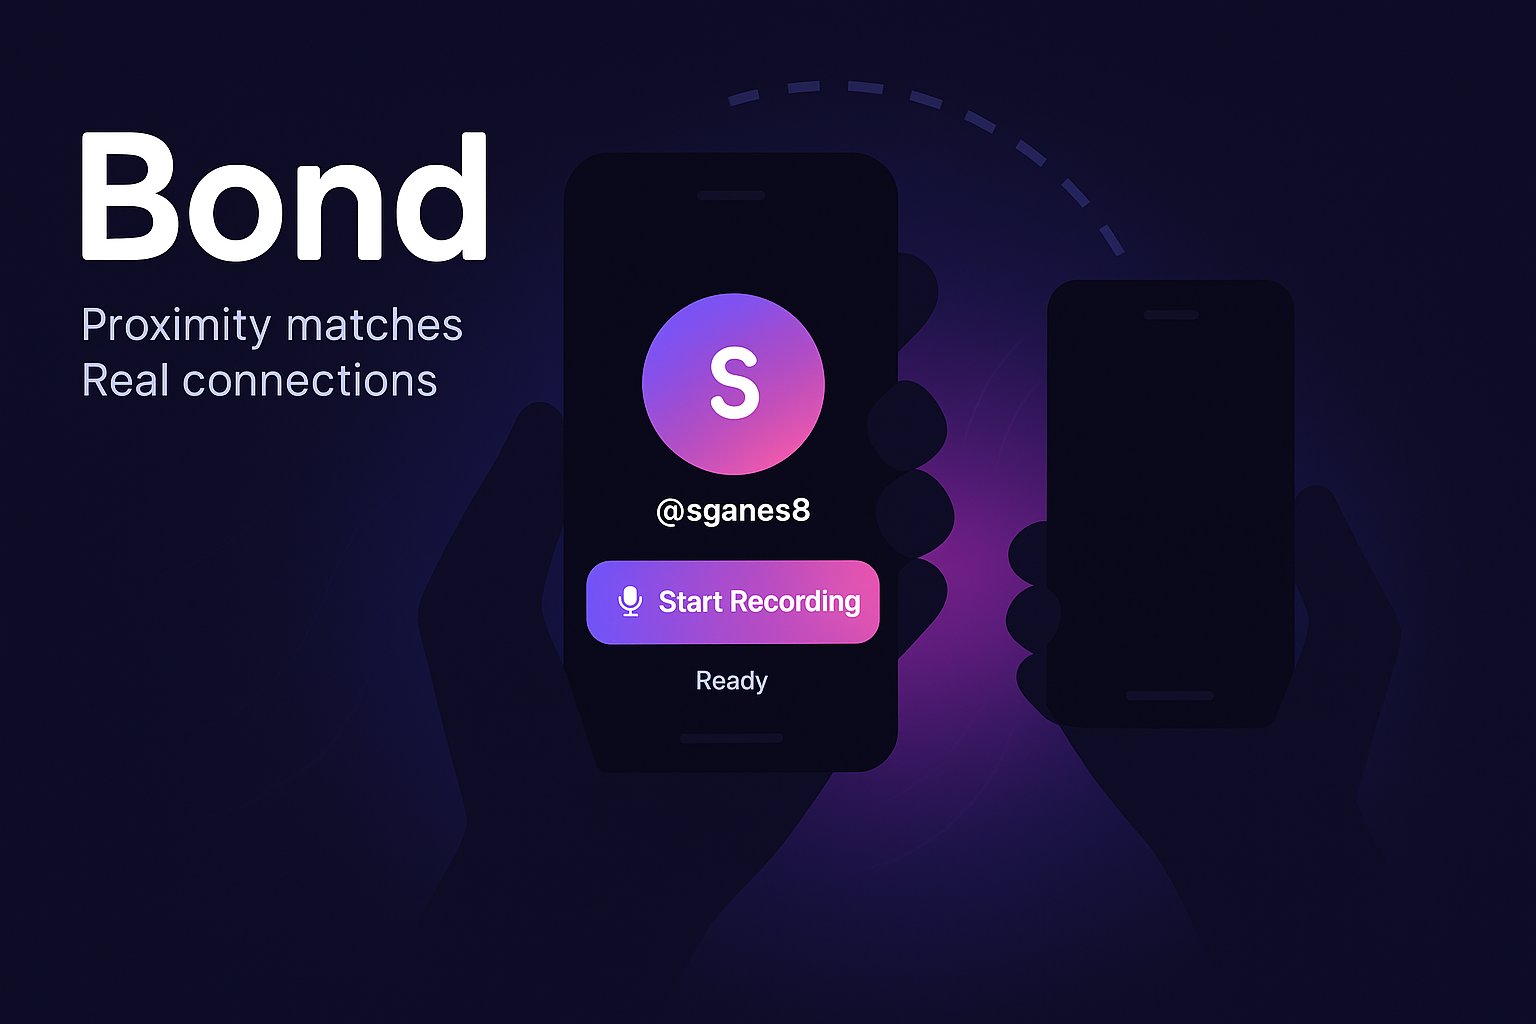 Bond
Proximity matches
Real connections
S
@sganes8
Start Recording
Ready